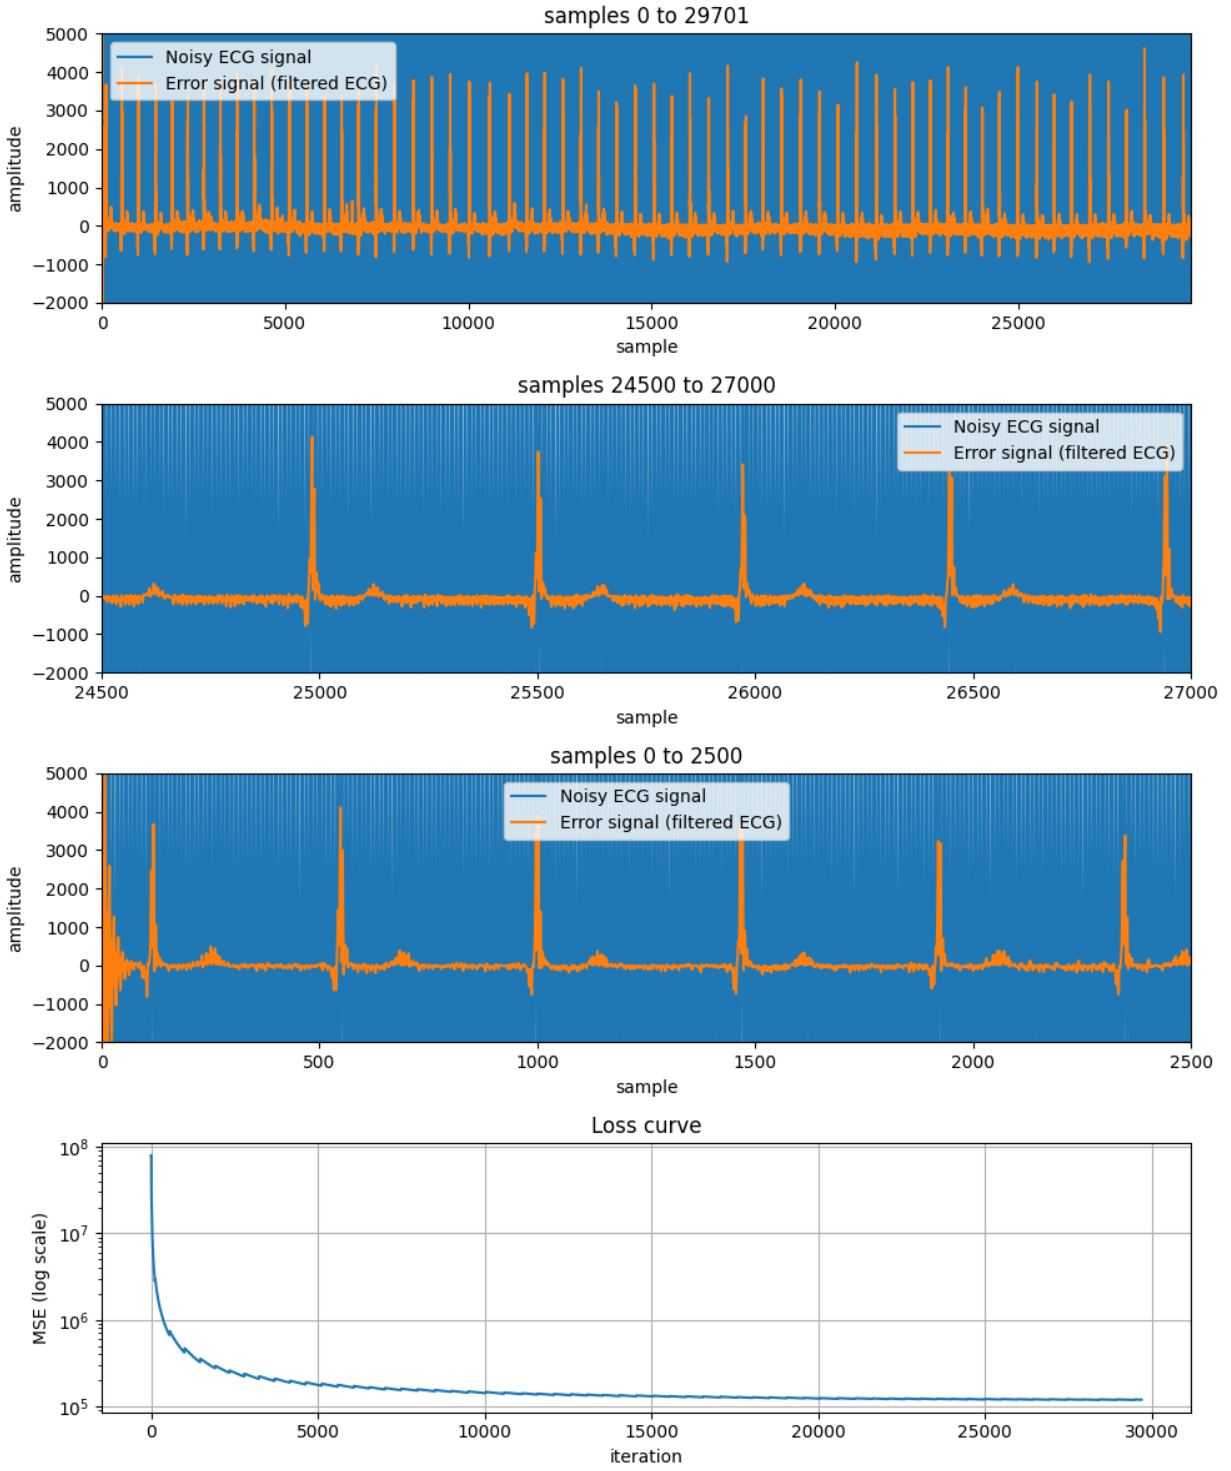 samples 0 to 29701
5000
4000
3000
2000
1000
0
−1000
−2000
amplitude
Noisy ECG signal
Error signal (filtered ECG)
0 5000 10000 15000 20000 25000
sample
samples 24500 to 27000
5000
4000
3000
2000
1000
0
−1000
−2000
amplitude
Noisy ECG signal
Error signal (filtered ECG)
24500 25000 25500 26000 26500 27000
sample
samples 0 to 2500
5000
4000
3000
2000
1000
0
−1000
−2000
amplitude
Noisy ECG signal
Error signal (filtered ECG)
0 500 1000 1500 2000 2500
sample
Loss curve
10⁸
10⁷
10⁶
10⁵
MSE (log scale)
0 5000 10000 15000 20000 25000 30000
iteration